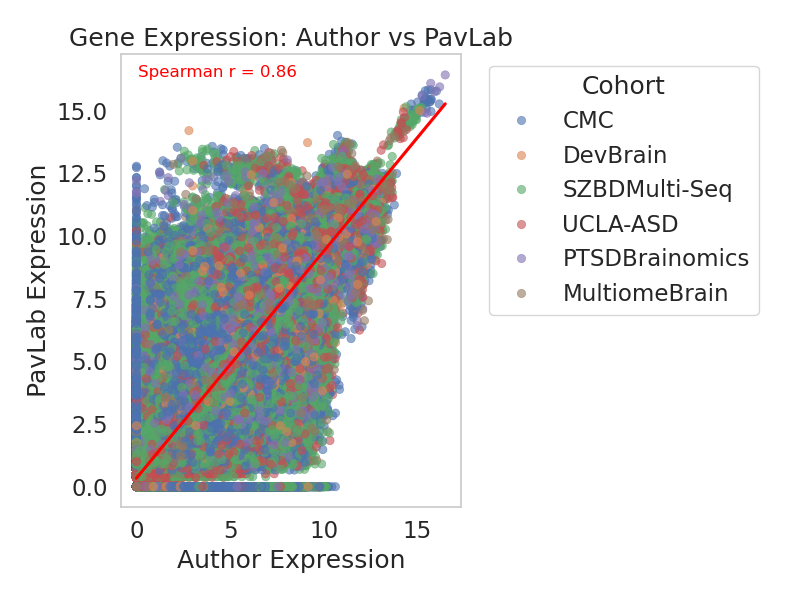 Gene Expression: Author vs PavLab
Spearman r = 0.86
15.0
12.5
10.0
7.5
5.0
2.5
0.0
PavLab Expression
0 5 10 15
Author Expression
Cohort
CMC
DevBrain
SZBDMulti-Seq
UCLA-ASD
PTSDBrainomics
MultiomeBrain